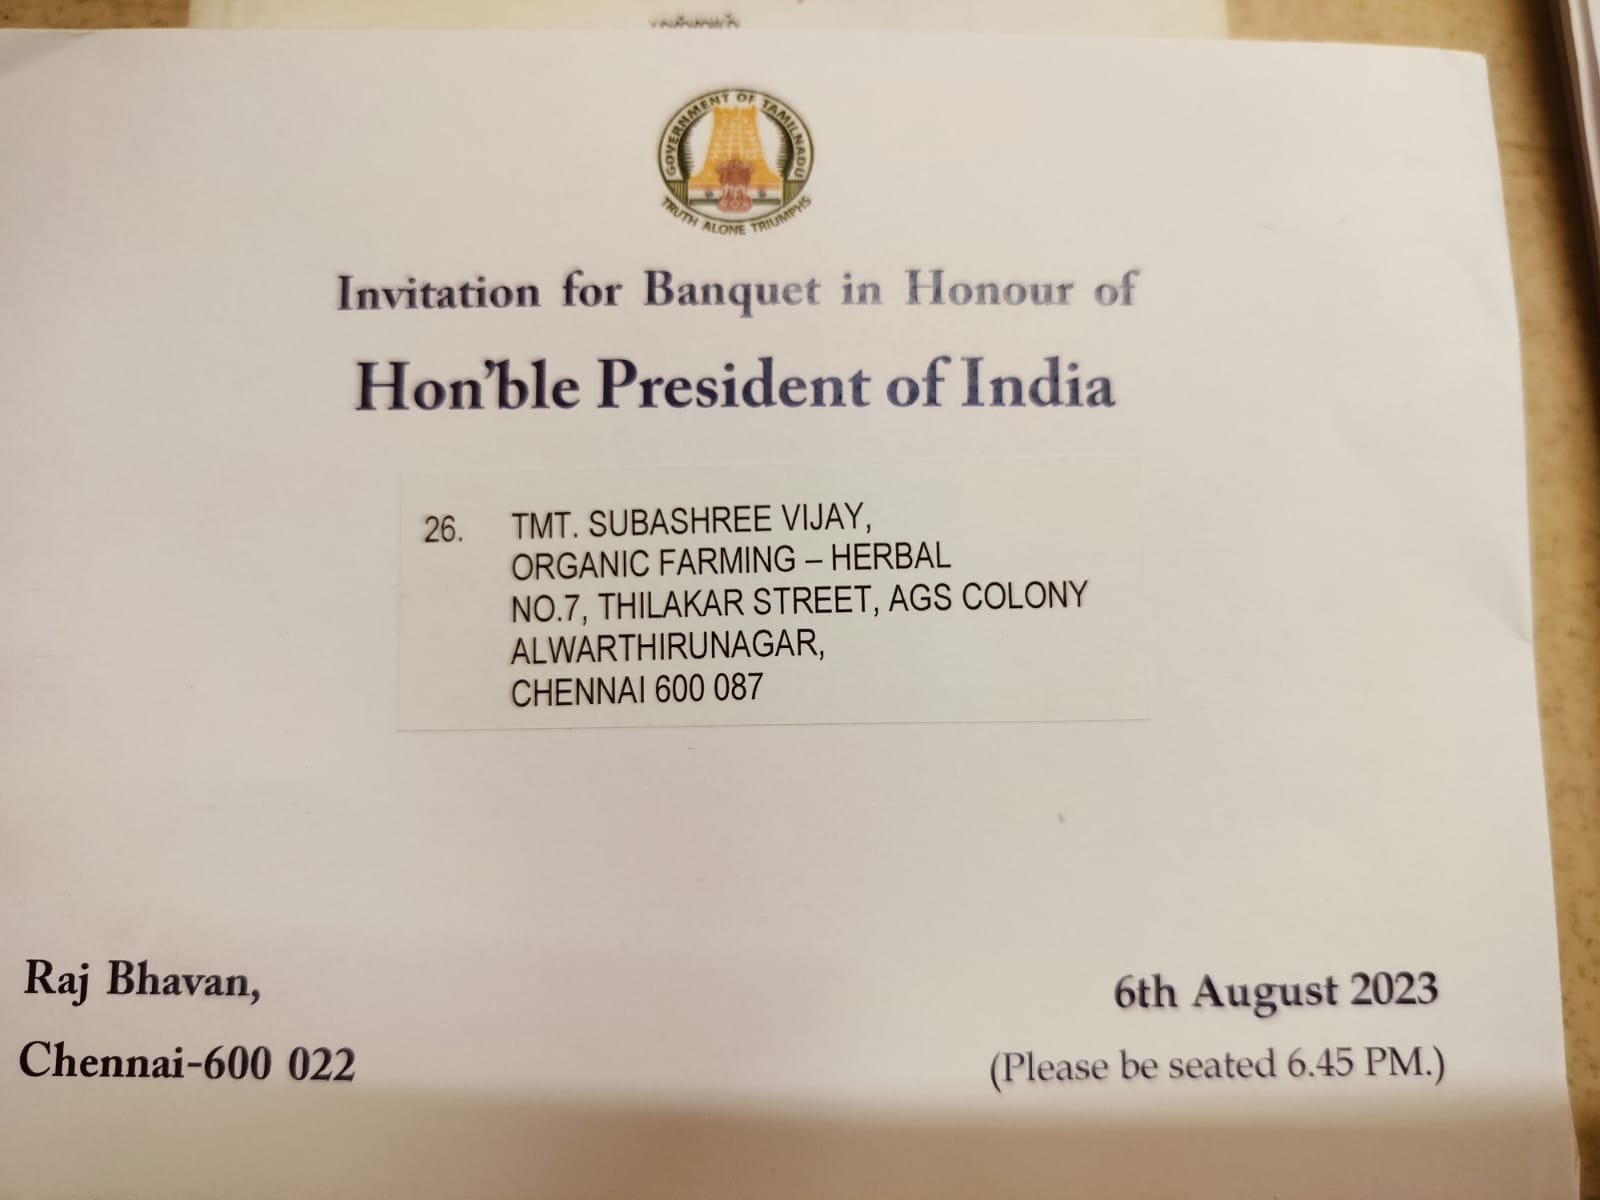 GOVERNMENT OF TAMILNADU
TRUTH ALONE TRIUMPHS
Invitation for Banquet in Honour of
Hon'ble President of India
26. TMT. SUBASHREE VIJAY,
ORGANIC FARMING – HERBAL
NO.7, THILAKAR STREET, AGS COLONY
ALWARTHIRUNAGAR,
CHENNAI 600 087
Raj Bhavan,
Chennai-600 022
6th August 2023
(Please be seated 6.45 PM.)